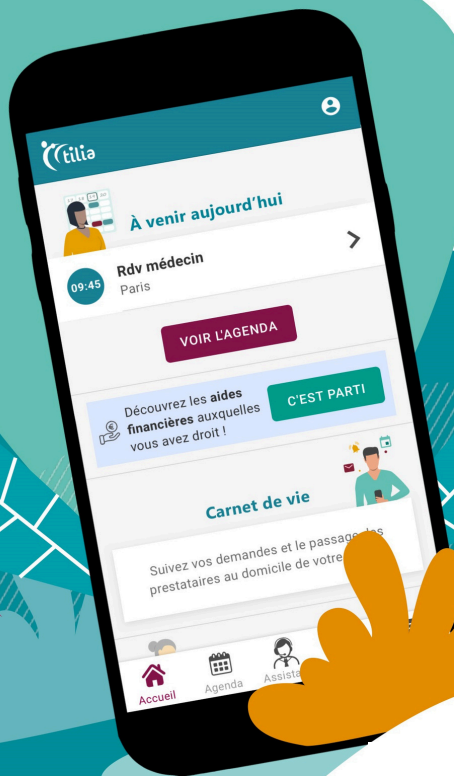 tilia
À venir aujourd'hui
09:45
Rdv médecin
Paris
VOIR L'AGENDA
Découvrez les aides
financières auxquelles
vous avez droit !
C'EST PARTI
Carnet de vie
Suivez vos demandes et le passage des
prestataires au domicile de votre
Accueil
Agenda